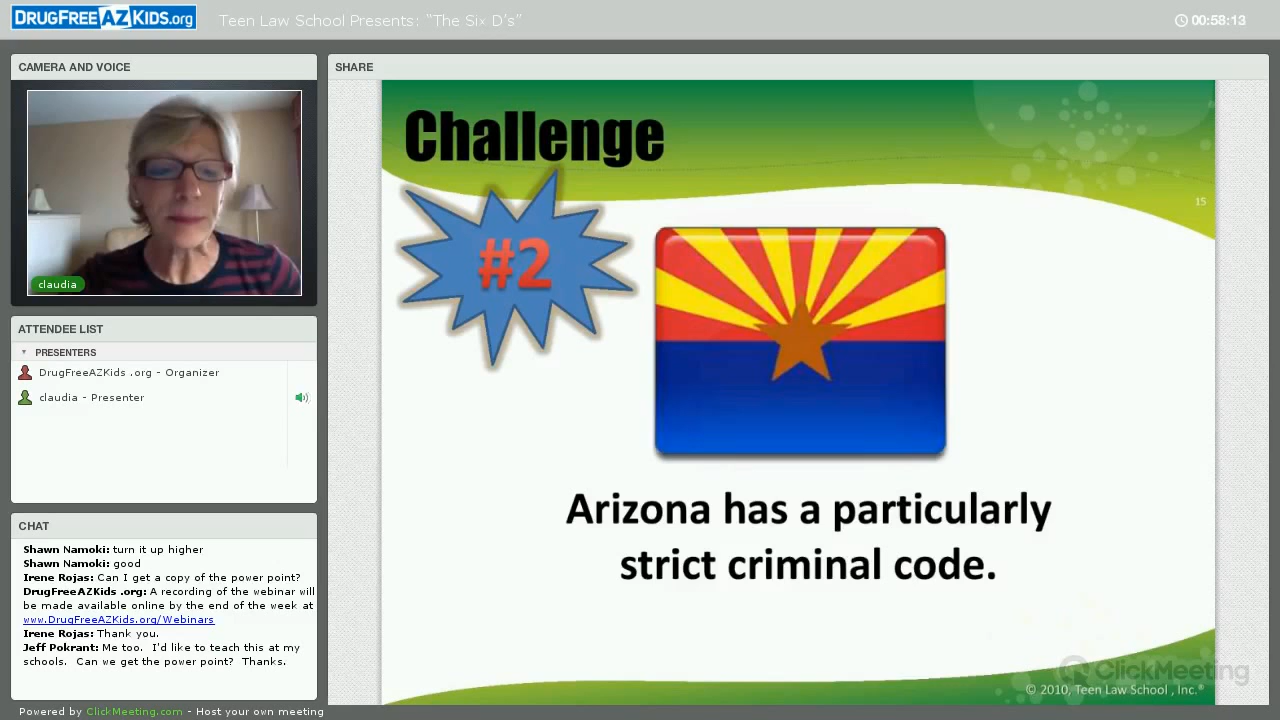 DRUGFREEAZKIDS.org
Teen Law School Presents: "The Six D's"
00:58:13
CAMERA AND VOICE
claudia
ATTENDEE LIST
PRESENTERS
DrugFreeAZKids .org - Organizer
claudia - Presenter
CHAT
Shawn Namoki: turn it up higher
Shawn Namoki: good
Irene Rojas: Can I get a copy of the power point?
DrugFreeAZKids .org: A recording of the webinar will
be made available online by the end of the week at
www.DrugFreeAZKids.org/Webinars
Irene Rojas: Thank you.
Jeff Pokrant: Me too.  I'd like to teach this at my
schools.  Can we get the power point?  Thanks.
Powered by ClickMeeting.com - Host your own meeting
SHARE
Challenge
15
#2
Arizona has a particularly
strict criminal code.
ClickMeeting
© 2010, Teen Law School , Inc.®